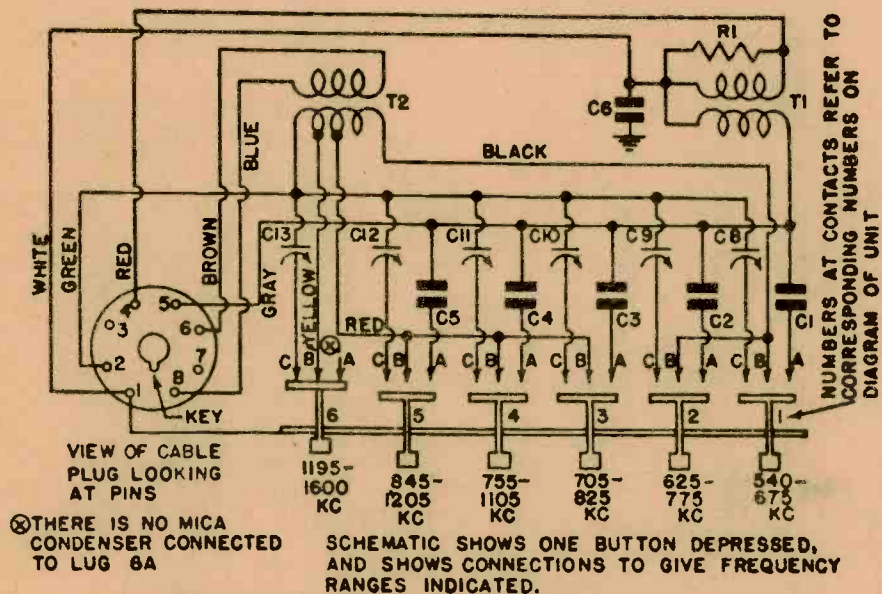 R1
T2
T1
C6
BLUE
BLACK
WHITE
GREEN
RED
BROWN
GRAY
YELLOW
RED
C13
C12
C11
C10
C9
C8
C5
C4
C3
C2
C1
C B ⊗ A
C B A
C B A
C B A
C B A
C B A
4
5
3
6
2
7
1
8
KEY
6
5
4
3
2
1
VIEW OF CABLE
PLUG LOOKING
AT PINS
1195-
1600
KC
845-
1205
KC
755-
1105
KC
705-
825
KC
625-
775
KC
540-
675
KC
NUMBERS AT CONTACTS REFER TO
CORRESPONDING NUMBERS ON
DIAGRAM OF UNIT
⊗ THERE IS NO MICA
CONDENSER CONNECTED
TO LUG 6A
SCHEMATIC SHOWS ONE BUTTON DEPRESSED,
AND SHOWS CONNECTIONS TO GIVE FREQUENCY
RANGES INDICATED.